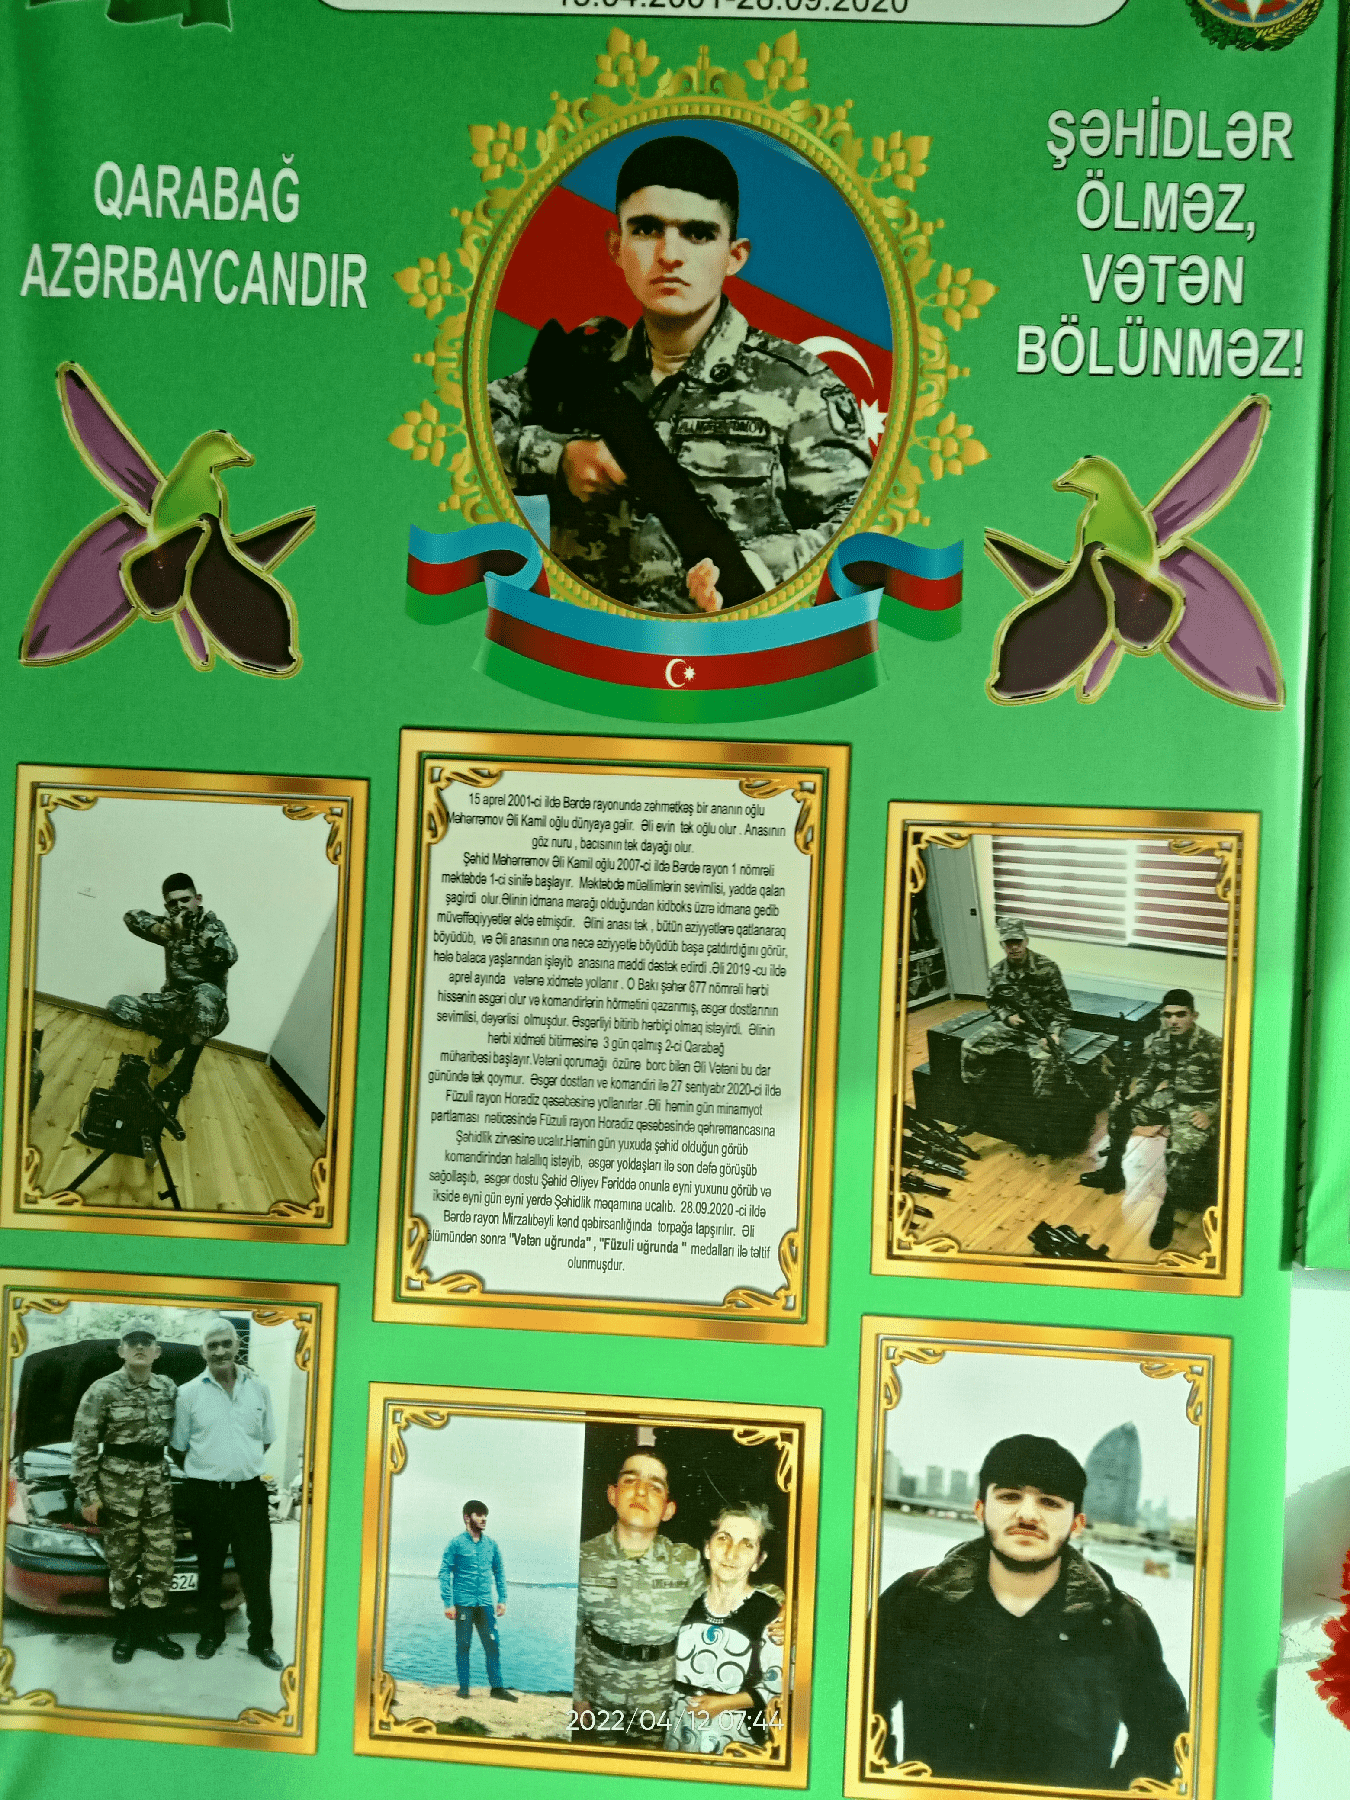 15.04.2001-28.09.2020
QARABAĞ
AZƏRBAYCANDIR
ŞƏHİDLƏR
ÖLMƏZ,
VƏTƏN
BÖLÜNMƏZ!
15 aprel 2001-ci ildə Bərdə rayonunda zəhmətkeş bir ananın oğlu
Məhərrəmov Əli Kamil oğlu dünyaya gəlir. Əli evin tək oğlu olur . Anasının
göz nuru , bacısının tək dayağı olur.
Şəhid Məhərrəmov Əli Kamil oğlu 2007-ci ildə Bərdə rayon 1 nömrəli
məktəbdə 1-ci sinifə başlayır. Məktəbdə müəllimlərin sevimlisi, yadda qalan
şagirdi olur.Əlinin idmana marağı olduğundan kidboks üzrə idmana gedib
müvəffəqiyyətlər əldə etmişdir. Əlini anası tək , bütün əziyyətlərə qatlanaraq
böyüdüb, və Əli anasının ona necə əziyyətlə böyüdüb başa çatdırdığını görür,
hələ balaca yaşlarından işləyib anasına maddi dəstək edirdi .Əli 2019 -cu ildə
aprel ayında vətənə xidmətə yollanır . O Bakı şəhər 877 nömrəli hərbi
hissənin əsgəri olur və komandirlərin hörmətini qazanmış, əsgər dostlarının
sevimlisi, dəyərlisi olmuşdur. Əsgərliyi bitirib hərbiçi olmaq istəyirdi. Əlinin
hərbi xidməti bitirməsinə 3 gün qalmış 2-ci Qarabağ
müharibəsi başlayır.Vətəni qorumağı özünə borc bilən Əli Vətəni bu dar
günündə tək qoymur. Əsgər dostları və komandiri ilə 27 sentyabr 2020-ci ildə
Füzuli rayon Horadiz qəsəbəsinə yollanırlar .Əli həmin gün minamyot
partlaması nəticəsində Füzuli rayon Horadiz qəsəbəsində qəhrəmancasına
Şəhidlik zirvəsinə ucalır.Həmin gün yuxuda şəhid olduğun görüb
komandirindən halallıq istəyib, əsgər yoldaşları ilə son dəfə görüşüb
sağollaşıb, əsgər dostu Şəhid Əliyev Fəriddə onunla eyni yuxunu görüb və
ikside eyni gün eyni yerdə Şəhidlik məqamına ucalıb. 28.09.2020 -ci ildə
Bərdə rayon Mirzalıbəyli kənd qəbirsanlığında torpağa tapşırılır. Əli
ölümündən sonra "Vətən uğrunda" , "Füzuli uğrunda " medalları ilə təltif
olunmuşdur.
624
2022/04/12 07:44